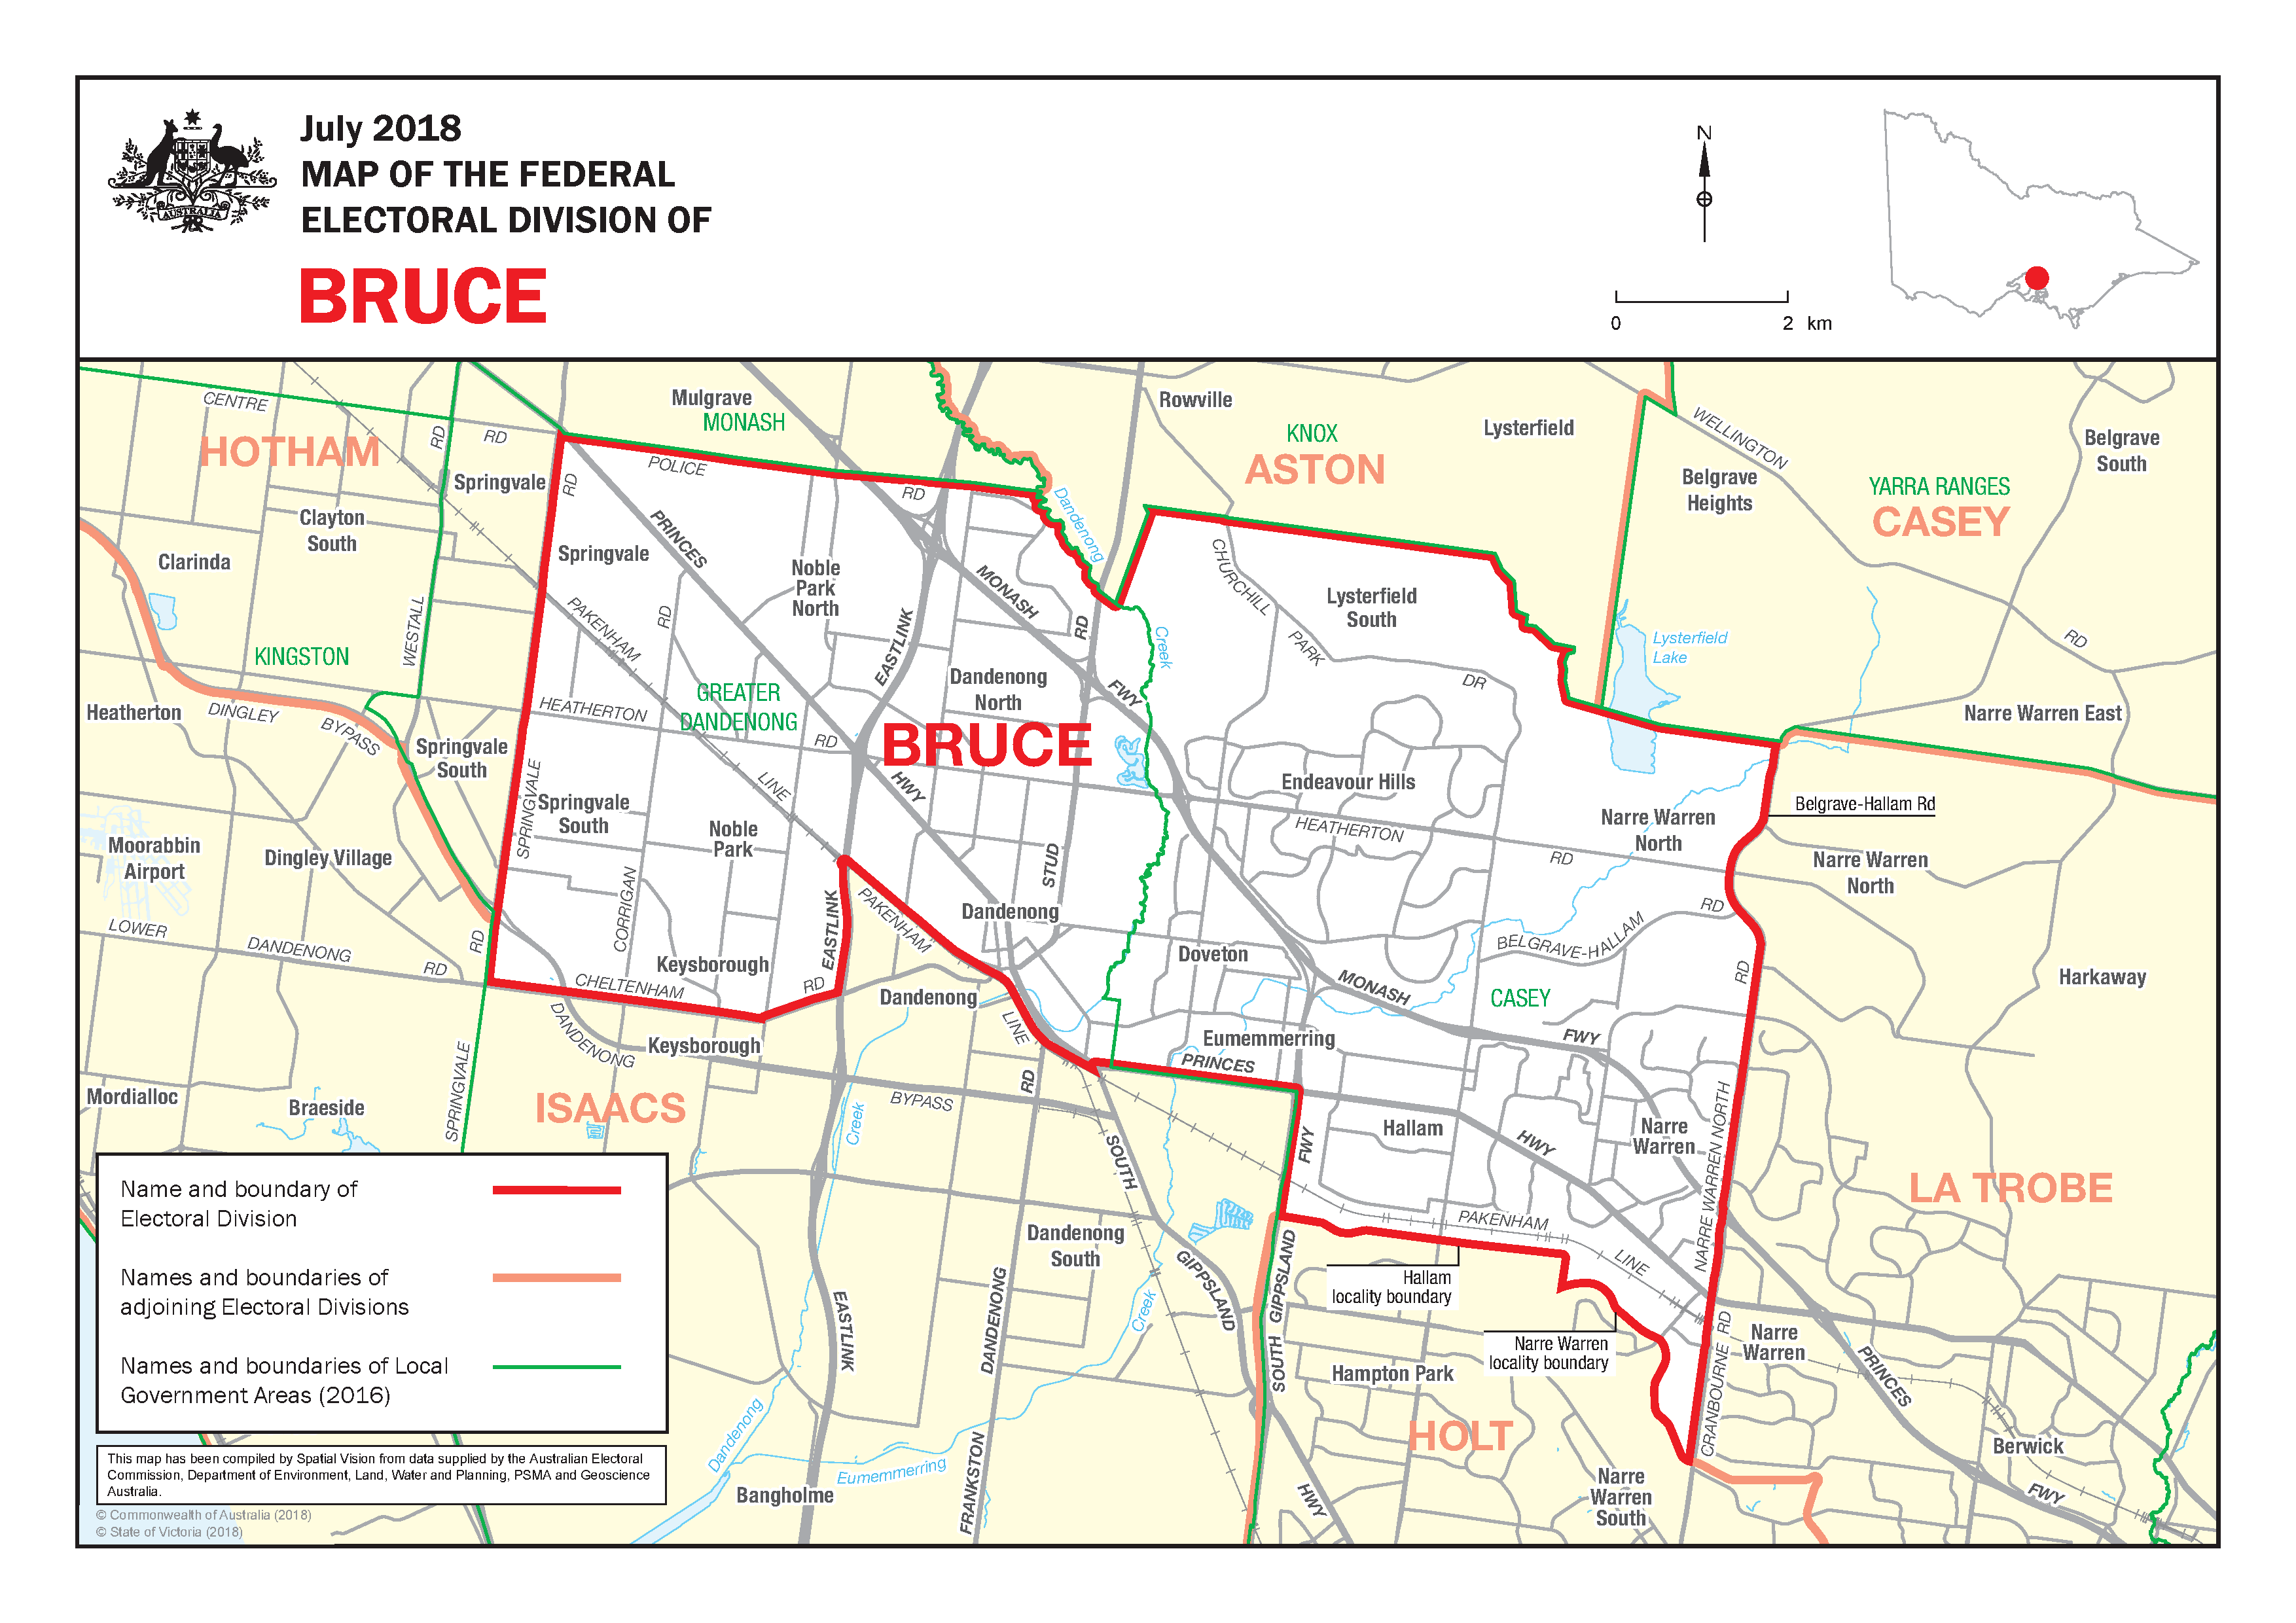 July 2018
MAP OF THE FEDERAL
ELECTORAL DIVISION OF
BRUCE
AUSTRALIA
N
0
2 km
CENTRE
RD
RD
HOTHAM
Springvale
Clayton
South
Clarinda
KINGSTON
WESTALL
Heatherton
DINGLEY
BYPASS
Springvale
South
Moorabbin
Airport
Dingley Village
LOWER
DANDENONG
RD
RD
Mordialloc
Braeside
SPRINGVALE
Mulgrave
MONASH
POLICE
RD
RD
Springvale
PRINCES
Noble
Park
North
PAKENHAM
RD
EASTLINK
MONASH
RD
Dandenong
Creek
GREATER
DANDENONG
HEATHERTON
RD
Dandenong
North
FWY
BRUCE
LINE
HWY
SPRINGVALE
Springvale
South
Noble
Park
CORRIGAN
STUD
EASTLINK
PAKENHAM
Dandenong
Keysborough
CHELTENHAM
RD
Dandenong
LINE
DANDENONG
Keysborough
BYPASS
RD
ISAACS
Creek
SOUTH
Rowville
KNOX
ASTON
Lysterfield
WELLINGTON
Belgrave
Heights
Belgrave
South
YARRA RANGES
CASEY
RD
CHURCHILL
PARK
DR
Lysterfield
South
Lysterfield
Lake
Narre Warren East
Endeavour Hills
HEATHERTON
RD
Narre Warren
North
Belgrave-Hallam Rd
Narre Warren
North
BELGRAVE-HALLAM
RD
RD
Harkaway
Doveton
MONASH
CASEY
Eumemmerring
FWY
PRINCES
Hallam
HWY
Narre
Warren
NARRE WARREN NORTH
FWY
LA TROBE
PAKENHAM
LINE
Hallam
locality boundary
Narre Warren
locality boundary
Narre
Warren
CRANBOURNE RD
PRINCES
Hampton Park
HOLT
Narre
Warren
South
Berwick
FWY
Dandenong
South
GIPPSLAND
SOUTH GIPPSLAND
HWY
EASTLINK
FRANKSTON
DANDENONG
Creek
Dandenong
Eumemmerring
Bangholme
Name and boundary of
Electoral Division
Names and boundaries of
adjoining Electoral Divisions
Names and boundaries of Local
Government Areas (2016)
This map has been compiled by Spatial Vision from data supplied by the Australian Electoral
Commission, Department of Environment, Land, Water and Planning, PSMA and Geoscience
Australia.
© Commonwealth of Australia (2018)
© State of Victoria (2018)